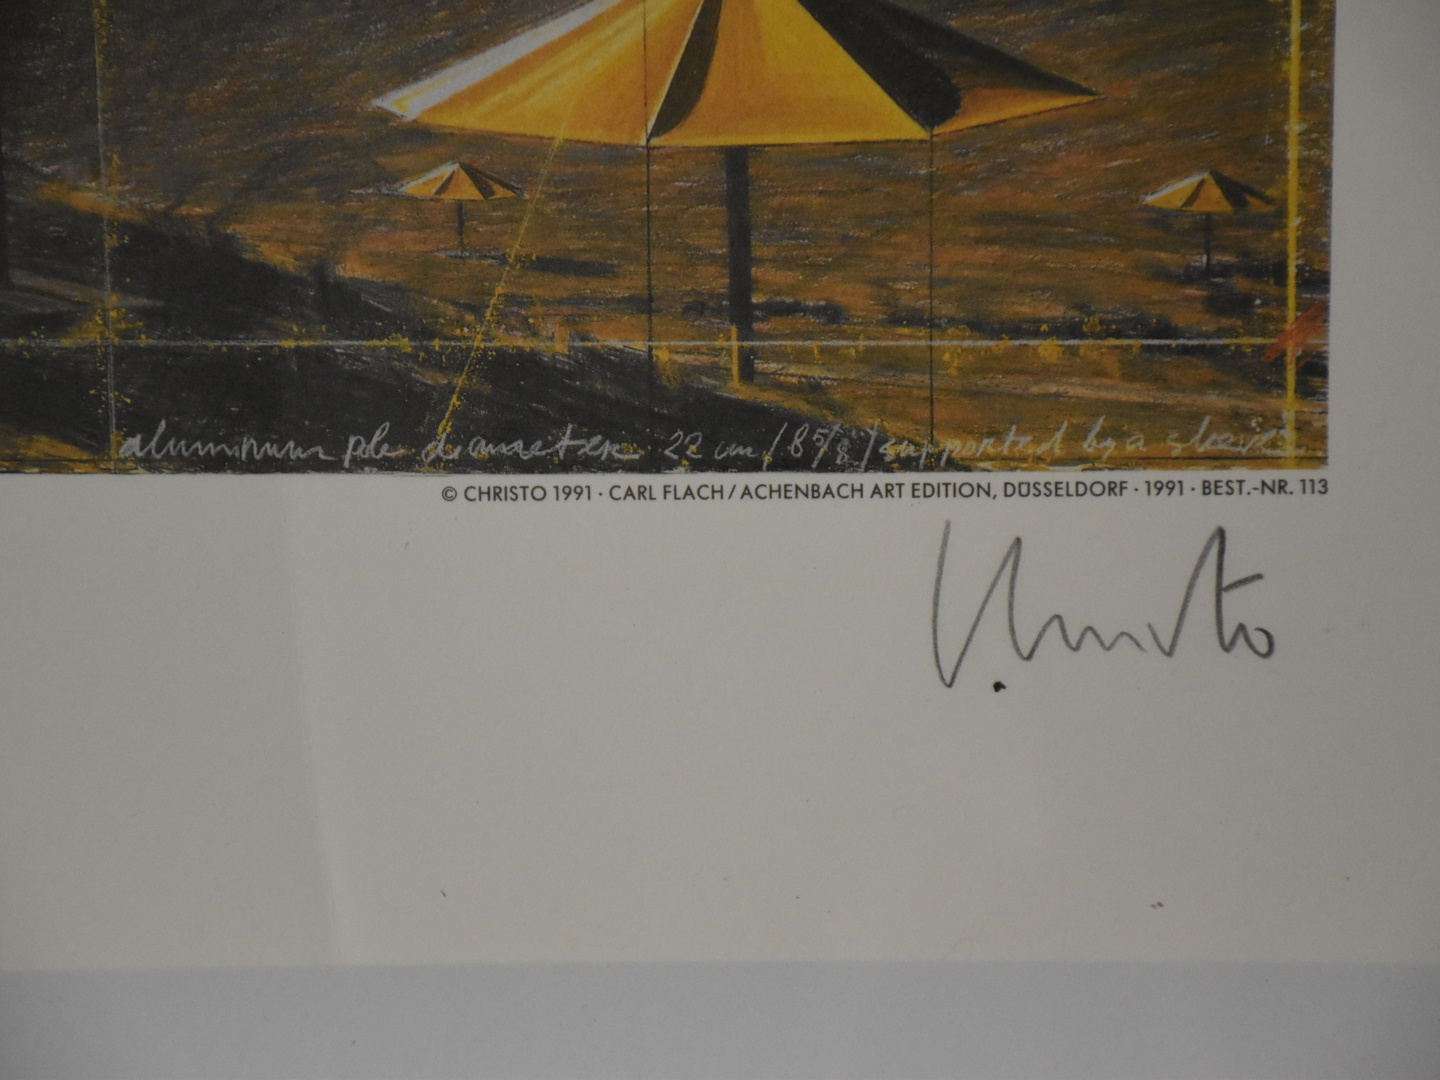 aluminium pole diameter 22 cm / 8 5/8 / supported by a sleeve
© CHRISTO 1991 · CARL FLACH / ACHENBACH ART EDITION, DÜSSELDORF · 1991 · BEST.-NR. 113
Christo